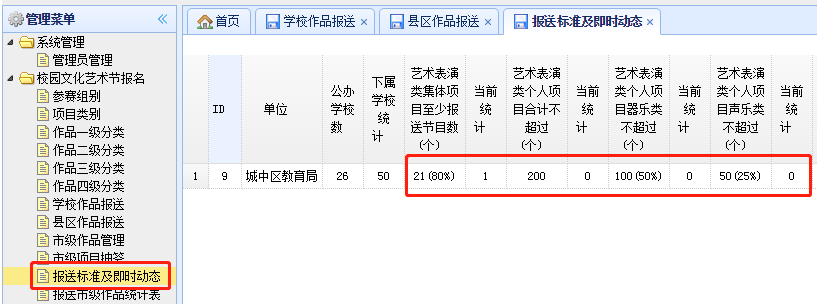 管理菜单
系统管理
管理员管理
校园文化艺术节报名
参赛组别
项目类别
作品一级分类
作品二级分类
作品三级分类
作品四级分类
学校作品报送
县区作品报送
市级作品管理
市级项目抽签
报送标准及即时动态
报送市级作品统计表
首页 学校作品报送 县区作品报送 报送标准及即时动态
ID
单位
公办
学校
数
下属
学校
统
计
艺术表演
类集体项
目至少报
送节目数
(个)
当前
统
计
艺术表演
类个人项
目合计不
超过
(个)
当前
统
计
艺术表演
类个人项
目器乐类
不超过
(个)
当前
统
计
艺术表演
类个人项
目声乐类
不超过
(个)
当前
统
计
1 9 城中区教育局 26 50 21(80%) 1 200 0 100(50%) 0 50(25%) 0